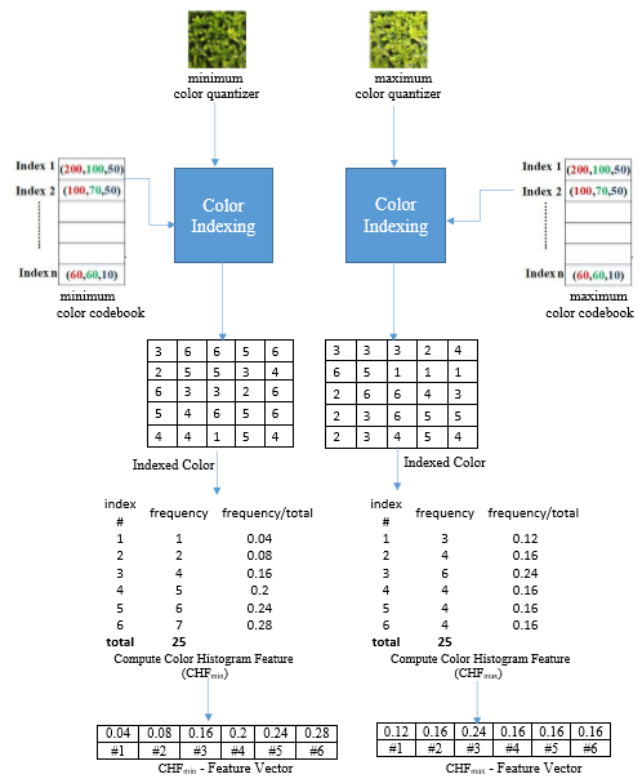 minimum
color quantizer
maximum
color quantizer
Index 1 (200,100,50)
Index 2 (100,70,50)
Index n (60,60,10)
minimum
color codebook
Color
Indexing
Color
Indexing
Index 1 (200,100,50)
Index 2 (100,70,50)
Index n (60,60,10)
maximum
color codebook
3 6 6 5 6
2 5 5 3 4
6 3 3 2 6
5 4 6 5 6
4 4 1 5 4
Indexed Color
3 3 3 2 4
6 5 1 1 1
2 6 6 4 3
2 3 6 5 5
2 3 4 5 4
Indexed Color
index
# frequency frequency/total
1 1 0.04
2 2 0.08
3 4 0.16
4 5 0.2
5 6 0.24
6 7 0.28
total 25
Compute Color Histogram Feature
(CHFmin)
index
# frequency frequency/total
1 3 0.12
2 4 0.16
3 6 0.24
4 4 0.16
5 4 0.16
6 4 0.16
total 25
Compute Color Histogram Feature
(CHFmax)
0.04 0.08 0.16 0.2 0.24 0.28
#1 #2 #3 #4 #5 #6
CHFmin - Feature Vector
0.12 0.16 0.24 0.16 0.16 0.16
#1 #2 #3 #4 #5 #6
CHFmax - Feature Vector